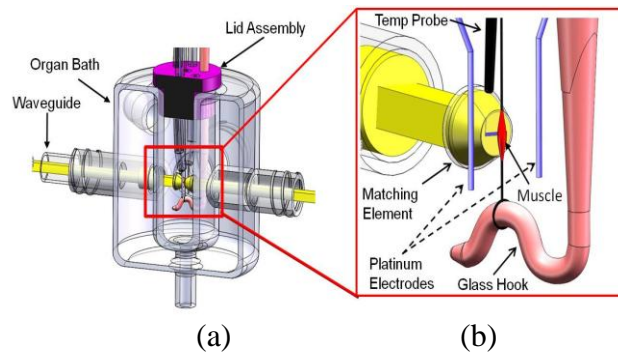 Lid Assembly
Organ Bath
Waveguide
Temp Probe
Matching
Element
Muscle
Platinum
Electrodes
Glass Hook
(a)
(b)